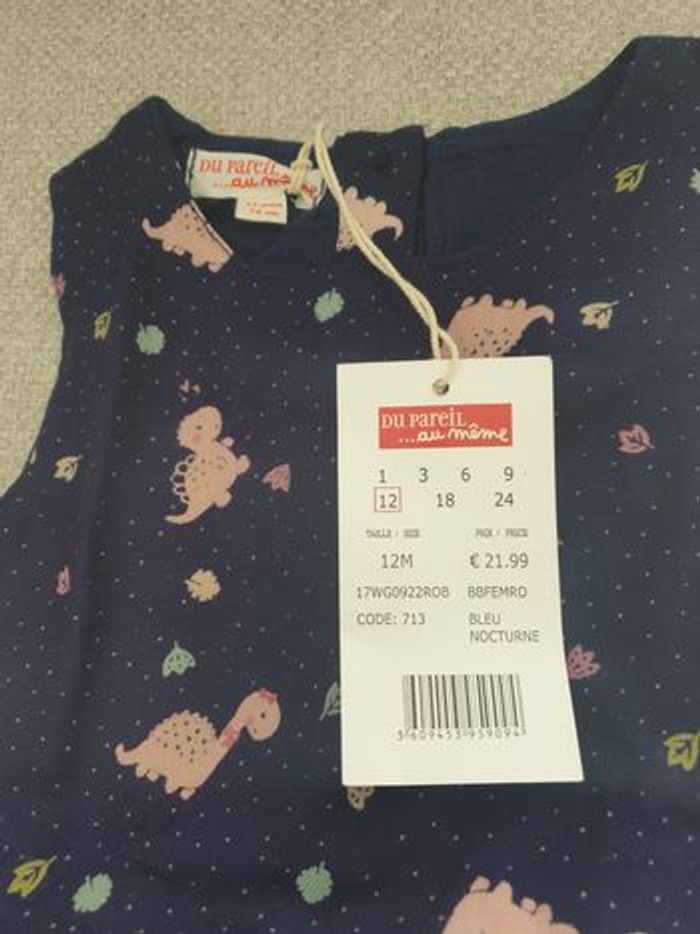 DU PAREIL
...au même
DU PAREIL
...au même
1 3 6 9
12 18 24
TAILLE / SIZE PRIX / PRICE
12M € 21.99
17WG0922ROB BBFEMRO
CODE: 713 BLEU
NOCTURNE
3609453959094